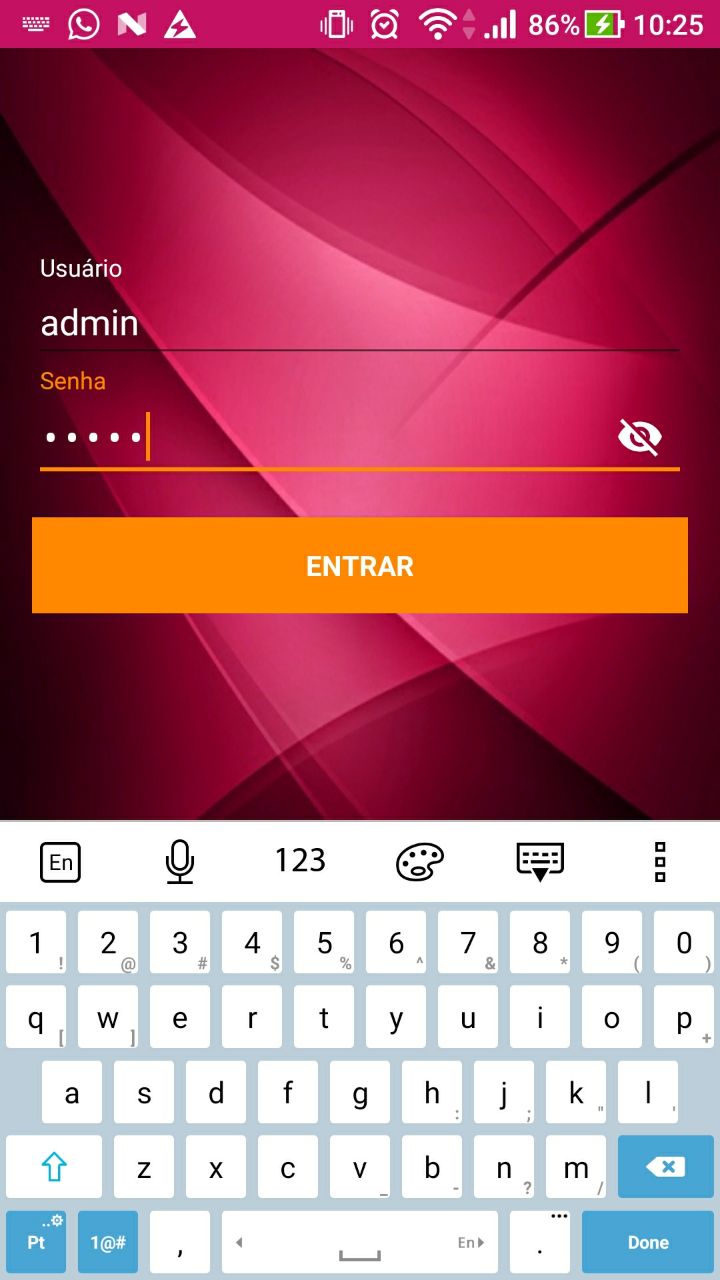 86% 10:25
Usuário
admin
Senha
•••••
ENTRAR
En 123
1 ! 2 @ 3 # 4 $ 5 % 6 ^ 7 & 8 * 9 ( 0 )
q [ w ] e r t y u i o p +
a s d f g h : j ; k " l '
z x c v _ b - n ? m /
Pt 1@# , En . ... Done